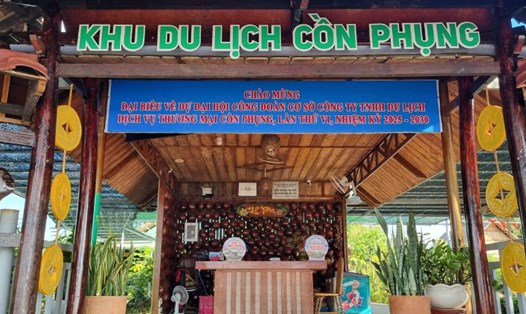 KHU DU LỊCH CỒN PHỤNG
CHÀO MỪNG
ĐẠI BIỂU VỀ DỰ ĐẠI HỘI CÔNG ĐOÀN CƠ SỞ CÔNG TY TNHH DU LỊCH
DỊCH VỤ THƯƠNG MẠI CỒN PHỤNG, LẦN THỨ VI, NHIỆM KỲ 2025 - 2030